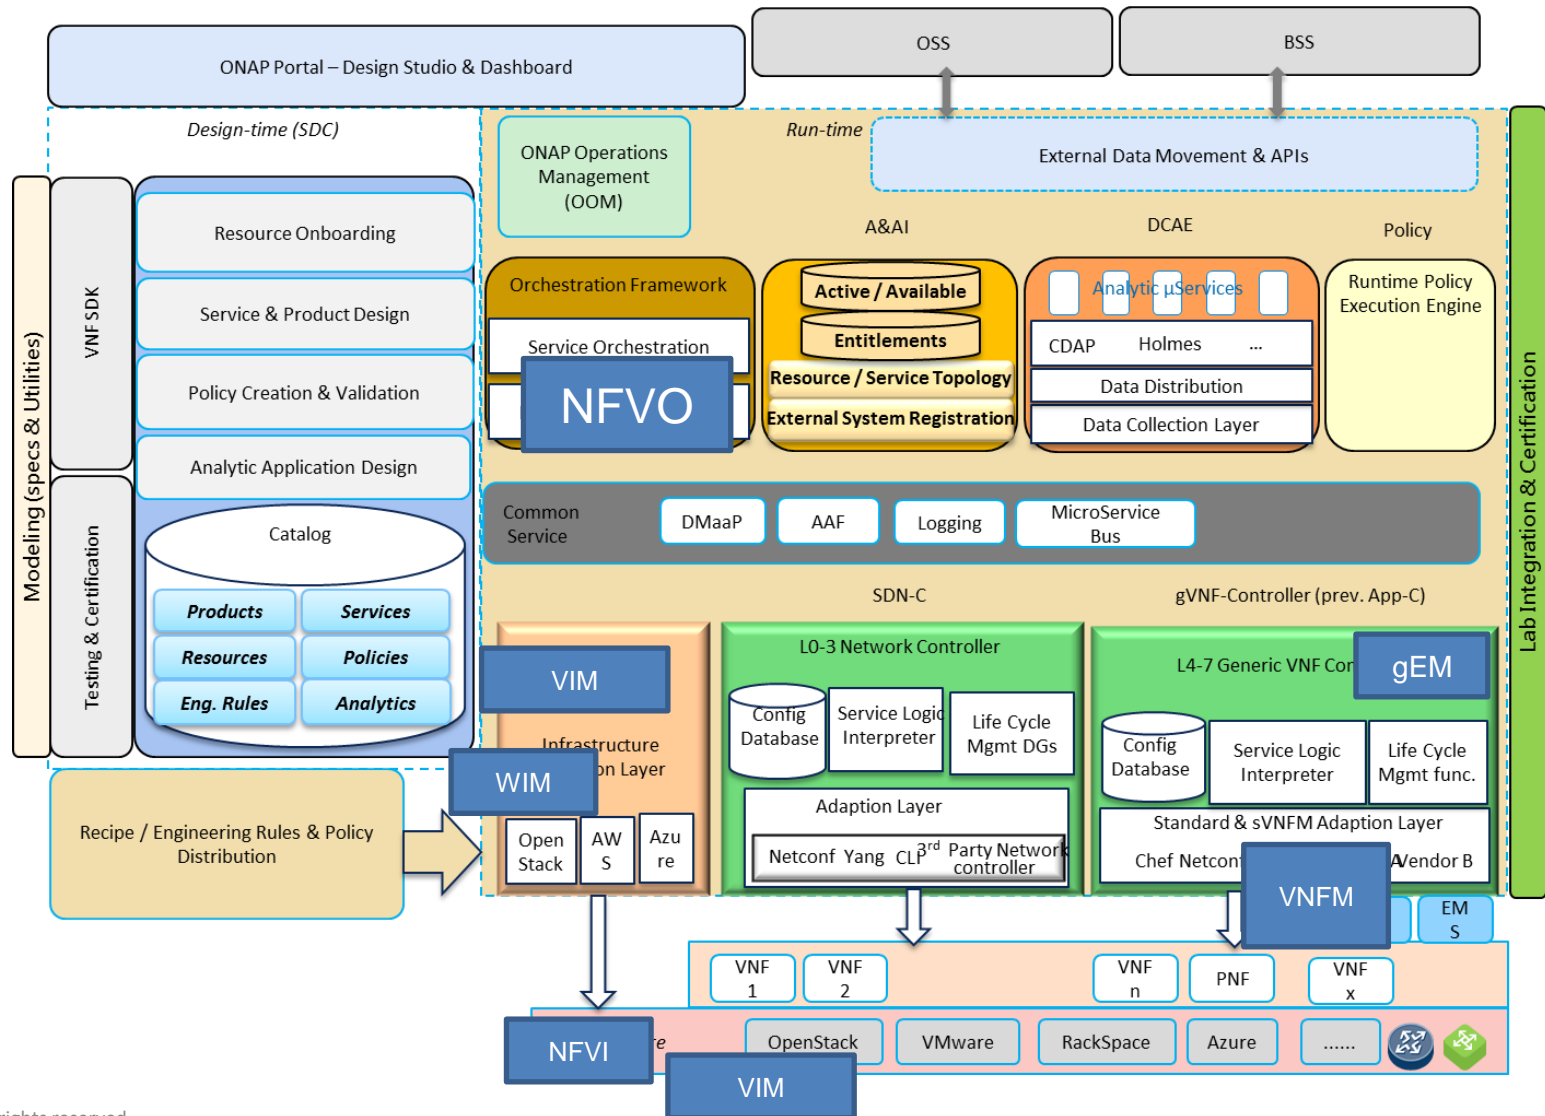 OSS
BSS
ONAP Portal – Design Studio & Dashboard
Design-time (SDC)
Run-time
ONAP Operations
Management
(OOM)
External Data Movement & APIs
Modeling (specs & Utilities)
VNF SDK
Testing & Certification
Lab Integration & Certification
Resource Onboarding
Service & Product Design
Policy Creation & Validation
Analytic Application Design
Catalog
Products
Services
Resources
Policies
Eng. Rules
Analytics
A&AI
DCAE
Policy
Orchestration Framework
Service Orchestration
NFVO
Active / Available
Entitlements
Resource / Service Topology
External System Registration
Analytic µServices
CDAP
Holmes
...
Data Distribution
Data Collection Layer
Runtime Policy
Execution Engine
Common
Service
DMaaP
AAF
Logging
MicroService
Bus
SDN-C
gVNF-Controller (prev. App-C)
VIM
Infrastructure
Layer
WIM
Open
Stack
AW
S
Azu
re
L0-3 Network Controller
Config
Database
Service Logic
Interpreter
Life Cycle
Mgmt DGs
Adaption Layer
Netconf Yang CLI
3rd Party Network
controller
L4-7 Generic VNF
gEM
Config
Database
Service Logic
Interpreter
Life Cycle
Mgmt func.
Standard & sVNFM Adaption Layer
Chef Netconf
A
Vendor B
VNFM
EM
S
Recipe / Engineering Rules & Policy
Distribution
VNF
1
VNF
2
VNF
n
PNF
VNF
x
NFVI
OpenStack
VMware
RackSpace
Azure
......
VIM
rights reserved